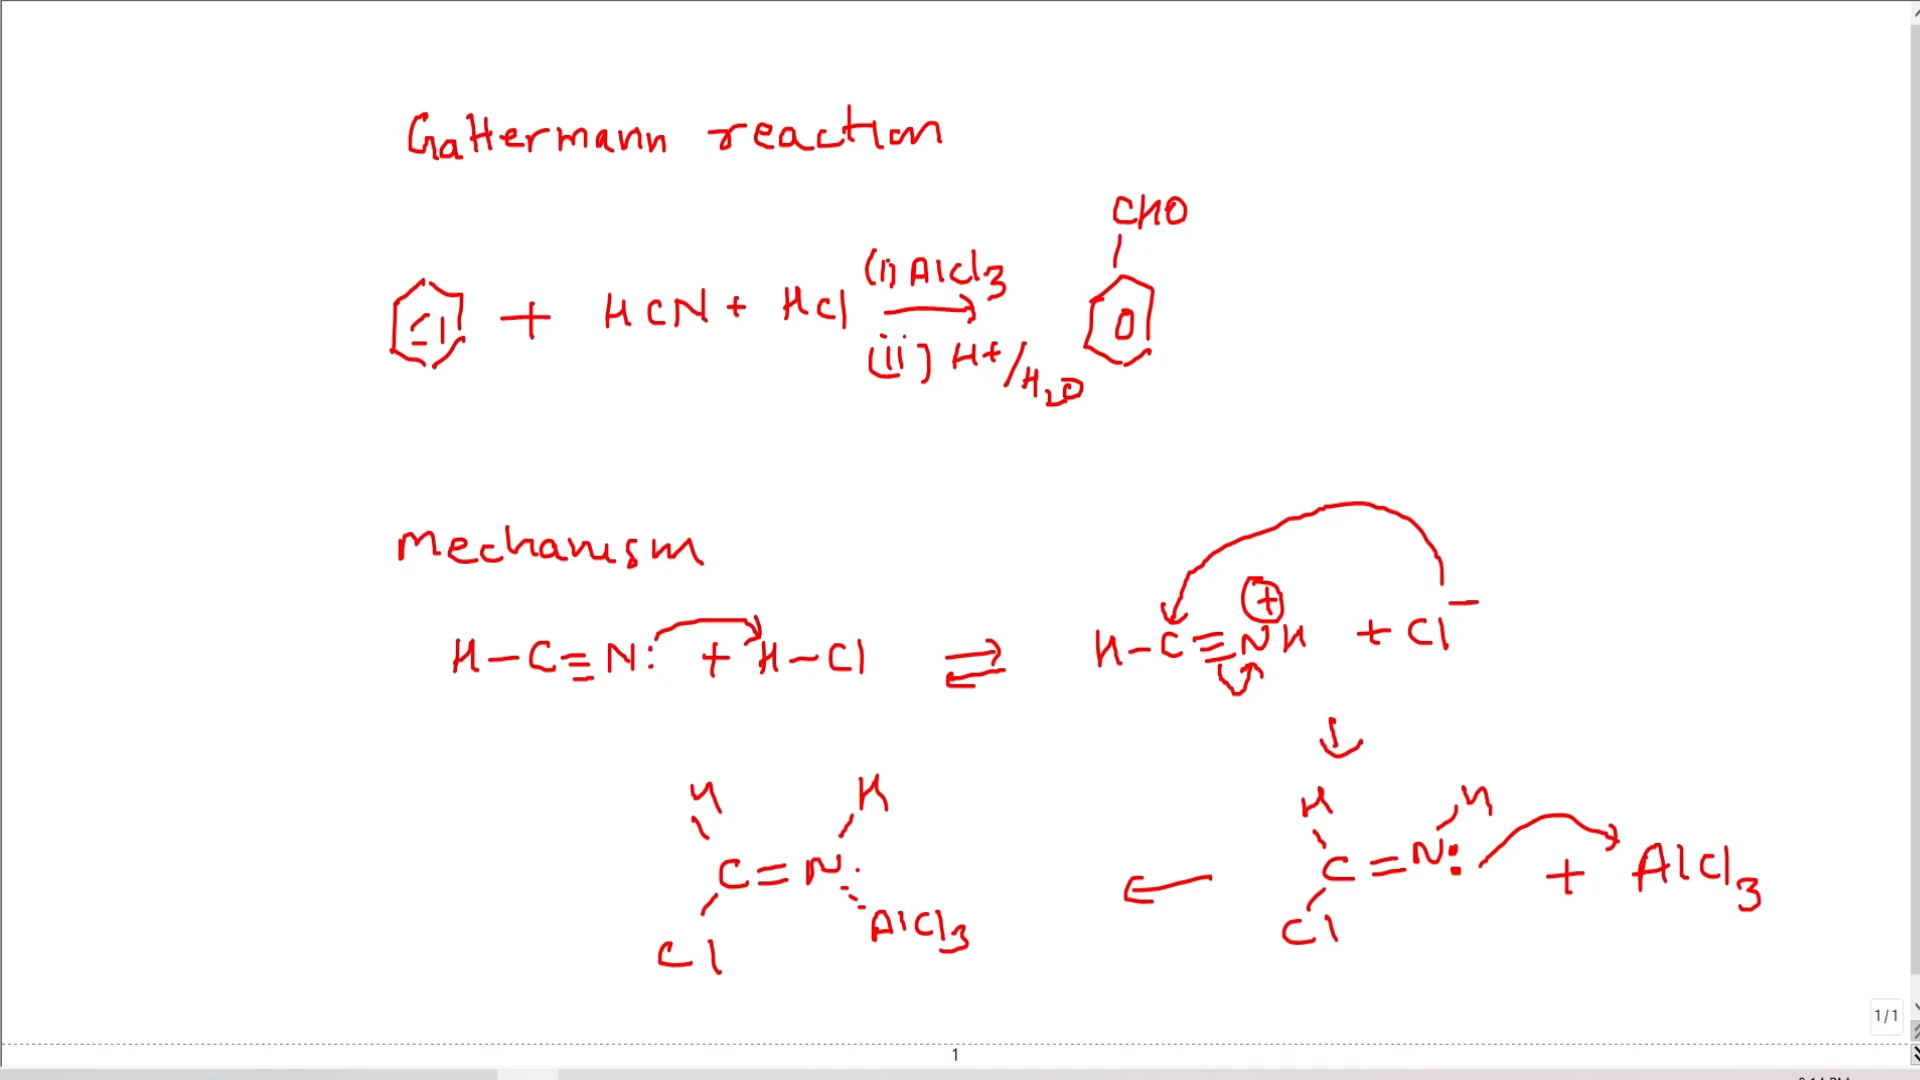 Gattermann reaction
CHO
+ HCN + HCl (i) AlCl3
(ii) H+/H2O
Mechanism
H-C≡N: + H-Cl ⇌ H-C≡NH + Cl-
+
↓
H H H H
C=N: ← C=N: + AlCl3
Cl AlCl3 Cl
1/1
1